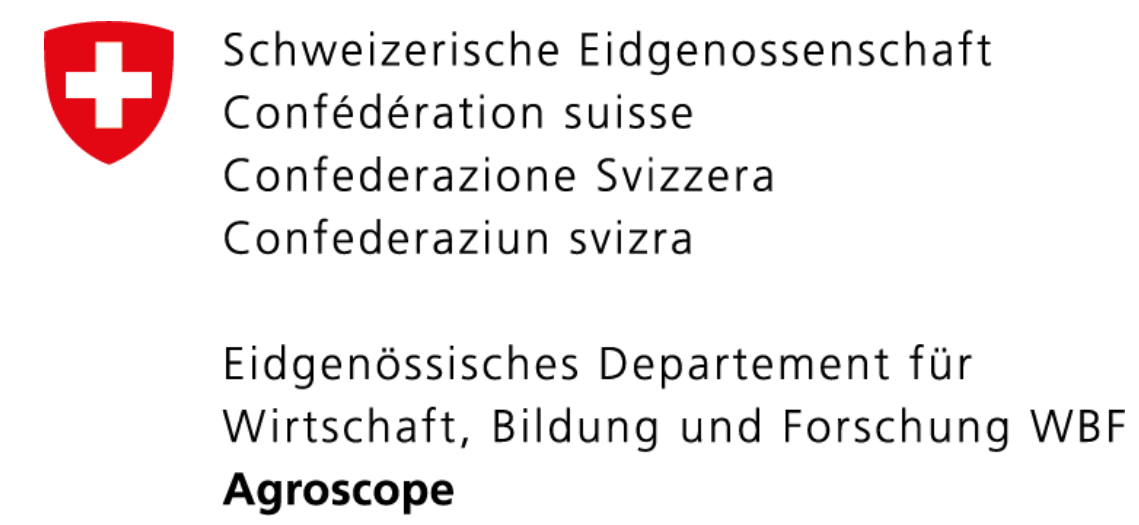 Schweizerische Eidgenossenschaft
Confédération suisse
Confederazione Svizzera
Confederaziun svizra
Eidgenössisches Departement für
Wirtschaft, Bildung und Forschung WBF
Agroscope